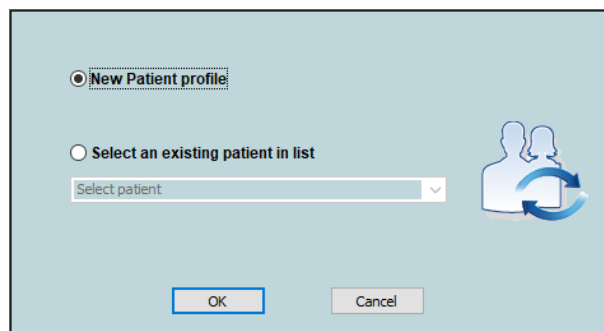 New Patient profile
Select an existing patient in list
Select patient
OK
Cancel